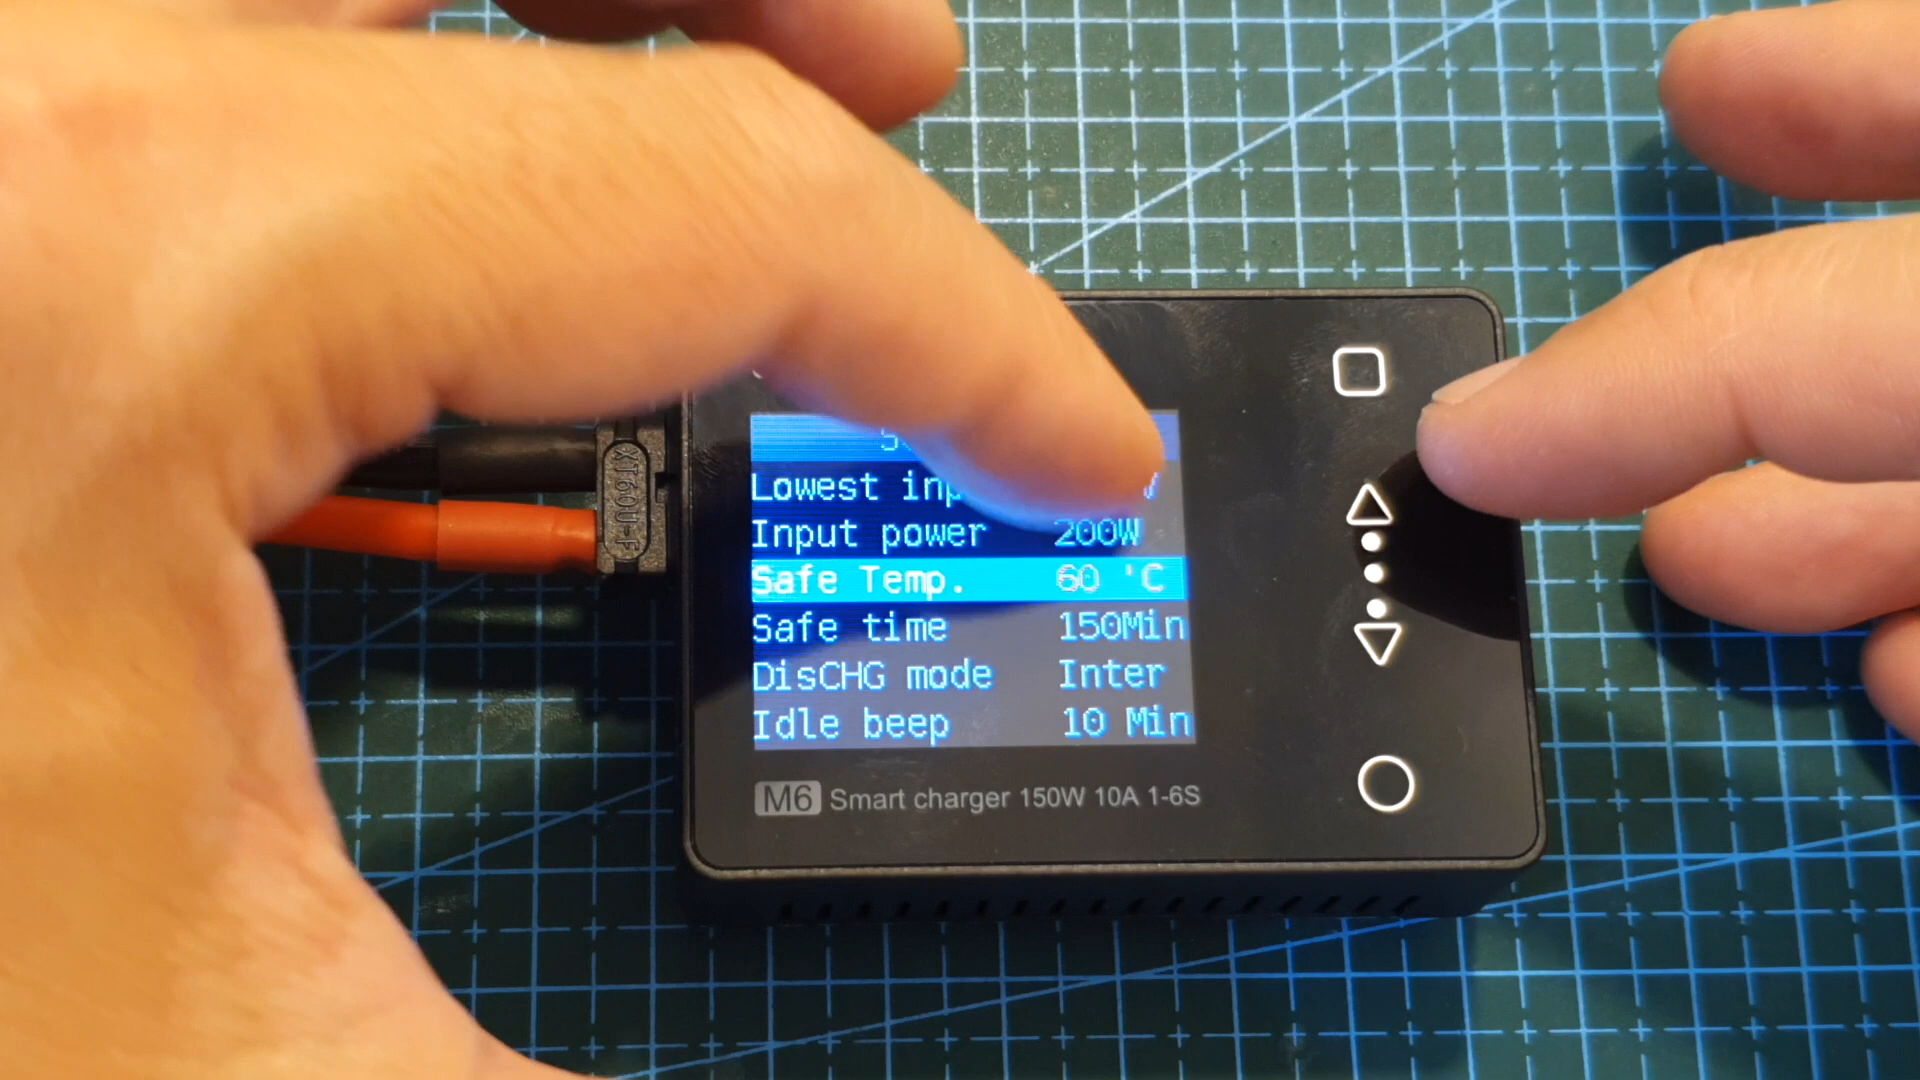 XT60U-F
Lowest
Input power 200W
Safe Temp. 60 'C
Safe time 150Min
DisCHG mode Inter
Idle beep 10 Min
M6 Smart charger 150W 10A 1-6S